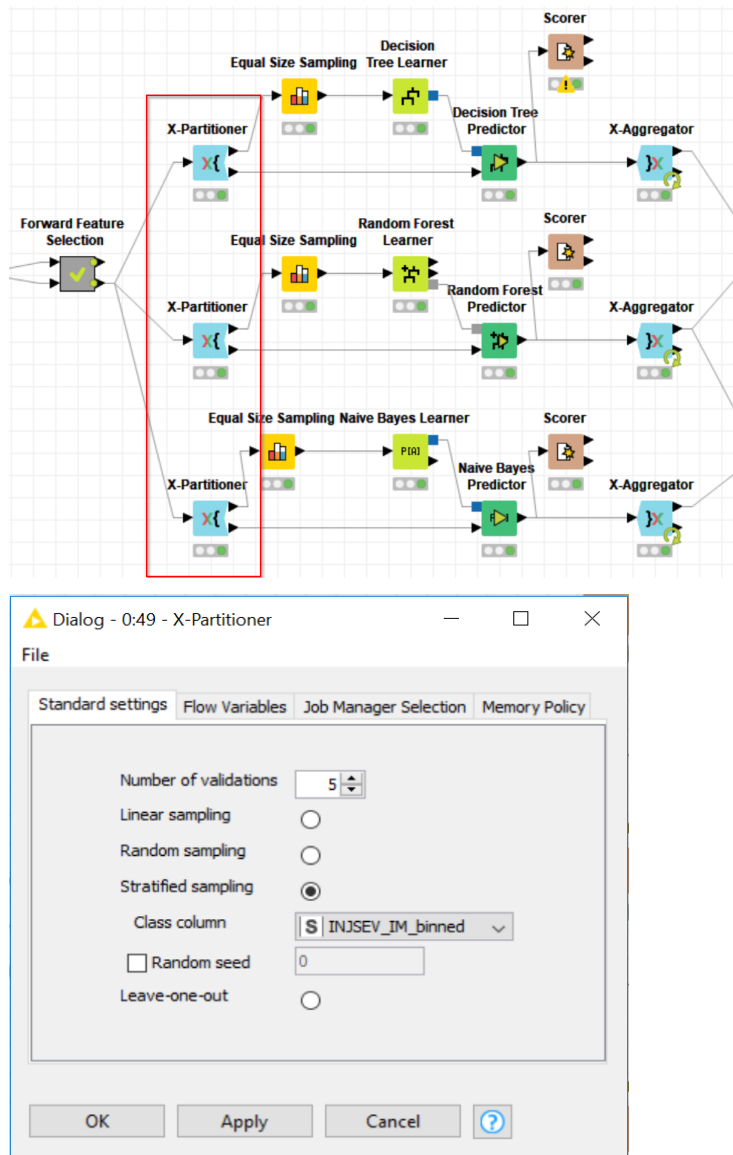 Scorer
Decision
Equal Size Sampling Tree Learner
Decision Tree
X-Partitioner Predictor X-Aggregator
X{
}X
Forward Feature Selection
Scorer
Random Forest
Equal Size Sampling Learner
Random Forest
X-Partitioner Predictor X-Aggregator
X{
}X
Equal Size Sampling Naive Bayes Learner Scorer
P[A]
Naive Bayes
X-Partitioner Predictor X-Aggregator
X{
}X
Dialog - 0:49 - X-Partitioner
File
Standard settings Flow Variables Job Manager Selection Memory Policy
Number of validations 5
Linear sampling
Random sampling
Stratified sampling
Class column S INJSEV_IM_binned
Random seed 0
Leave-one-out
OK Apply Cancel ?